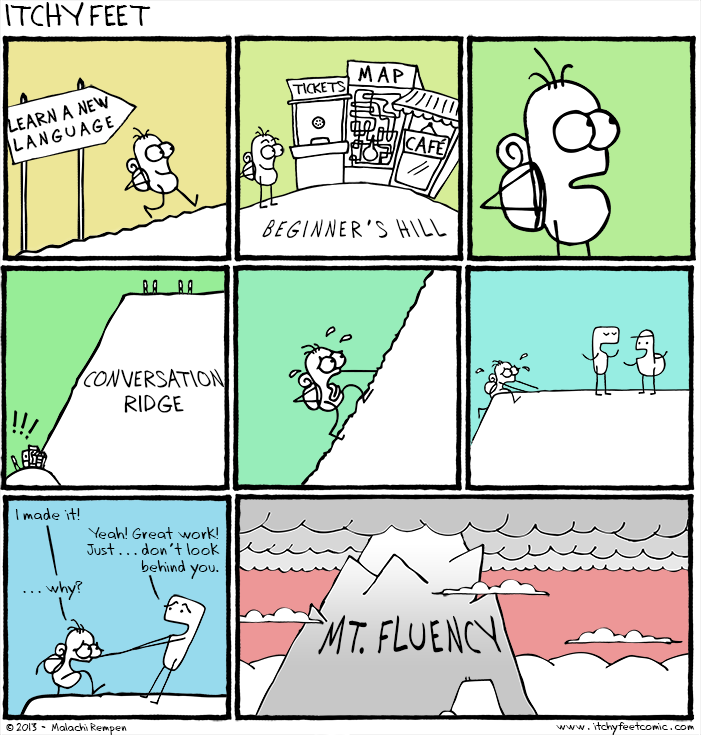 ITCHY FEET
LEARN A NEW
LANGUAGE
TICKETS
MAP
CAFÉ
BEGINNER'S HILL
!!!
CONVERSATION
RIDGE
I made it!
Yeah! Great work!
Just... don't look
behind you.
...why?
MT. FLUENCY
© 2013 - Malachi Rempen
www.itchyfeetcomic.com